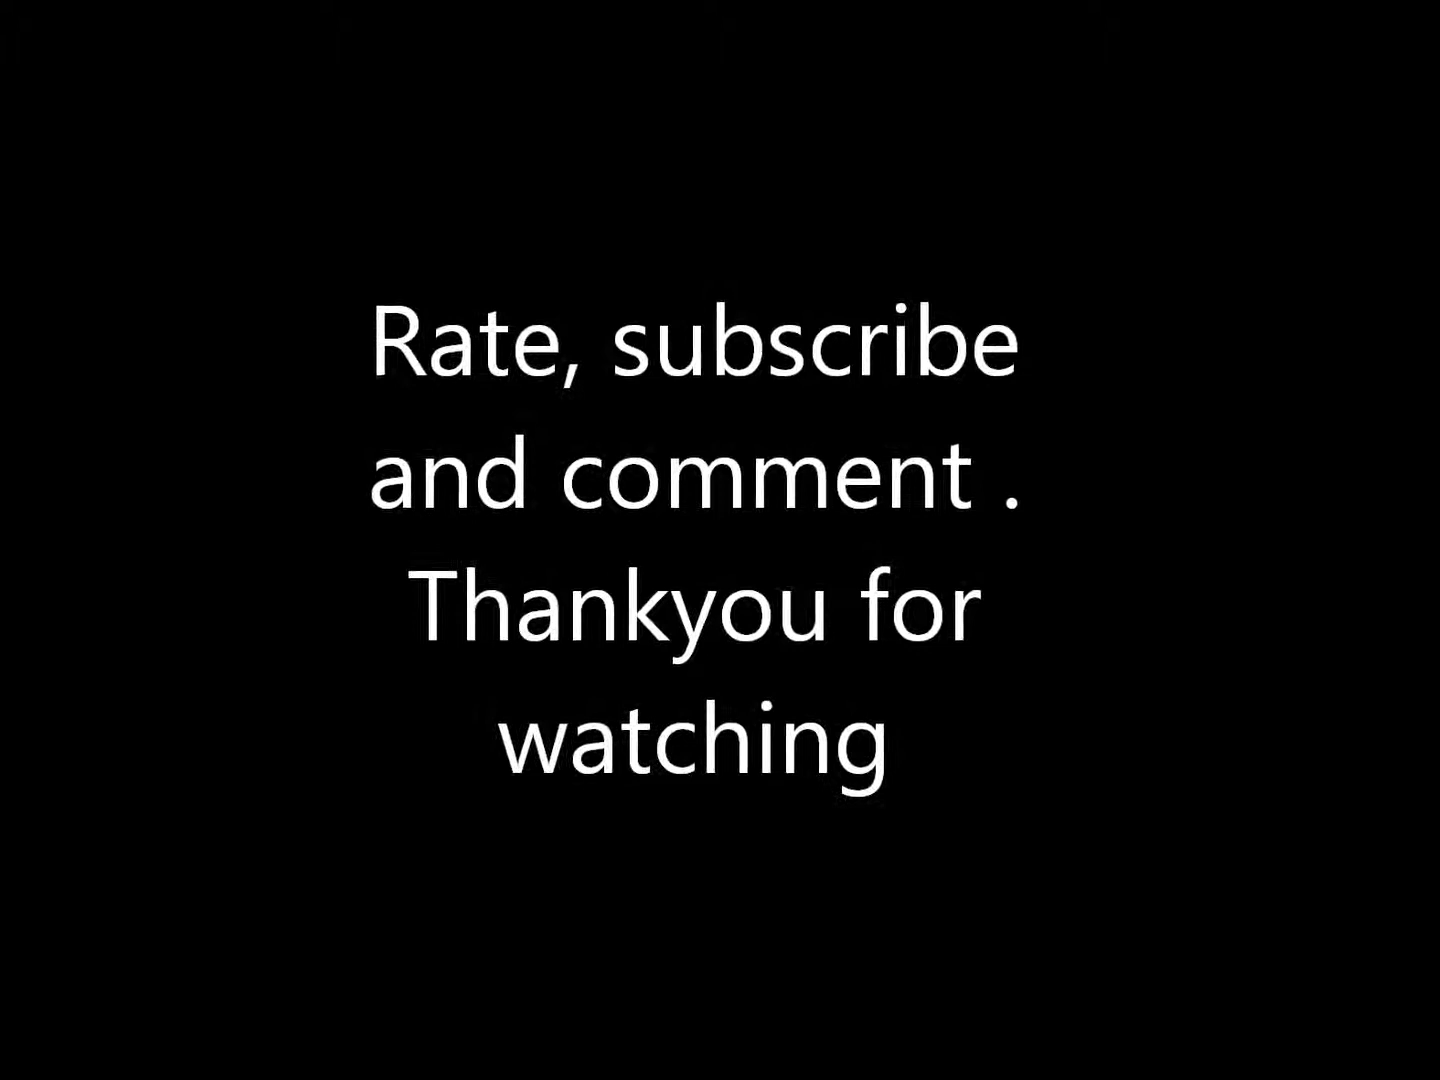 Rate, subscribe
and comment .
Thankyou for
watching